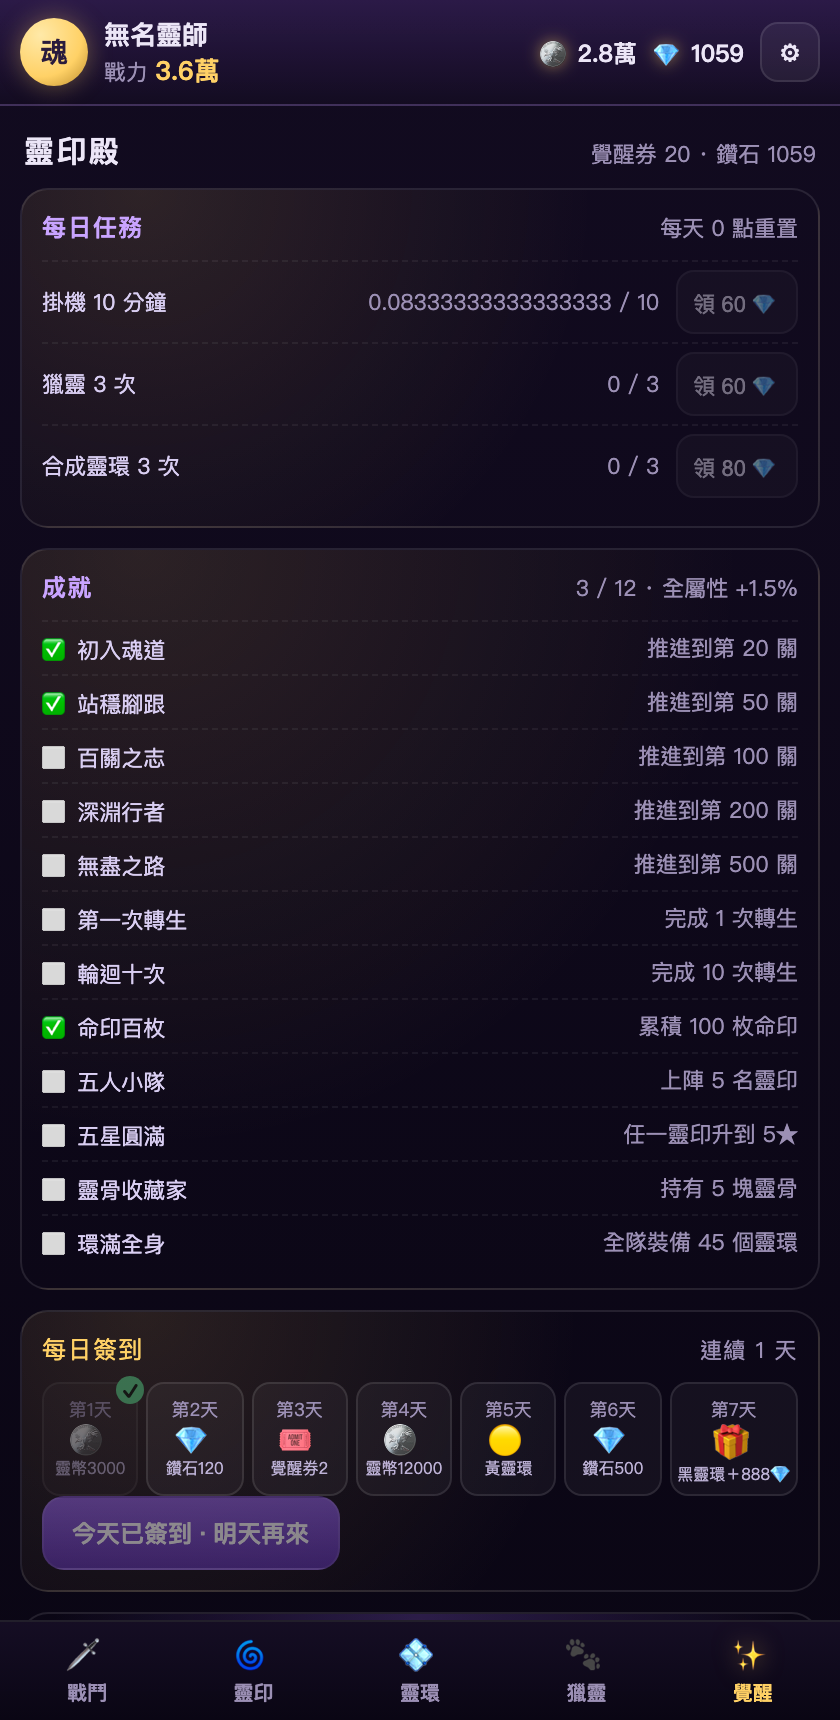 魂
無名靈師
戰力 3.6萬
2.8萬 1059
靈印殿
覺醒券 20 · 鑽石 1059
每日任務
每天 0 點重置
掛機 10 分鐘
0.08333333333333333 / 10
領 60
獵靈 3 次
0 / 3
領 60
合成靈環 3 次
0 / 3
領 80
成就
3 / 12 · 全屬性 +1.5%
初入魂道
推進到第 20 關
站穩腳跟
推進到第 50 關
百關之志
推進到第 100 關
深淵行者
推進到第 200 關
無盡之路
推進到第 500 關
第一次轉生
完成 1 次轉生
輪迴十次
完成 10 次轉生
命印百枚
累積 100 枚命印
五人小隊
上陣 5 名靈印
五星圓滿
任一靈印升到 5★
靈骨收藏家
持有 5 塊靈骨
環滿全身
全隊裝備 45 個靈環
每日簽到
連續 1 天
第1天
靈幣3000
第2天
鑽石120
第3天
ADMIT ONE
覺醒券2
第4天
靈幣12000
第5天
黃靈環
第6天
鑽石500
第7天
黑靈環+888
今天已簽到 · 明天再來
戰鬥
靈印
靈環
獵靈
覺醒